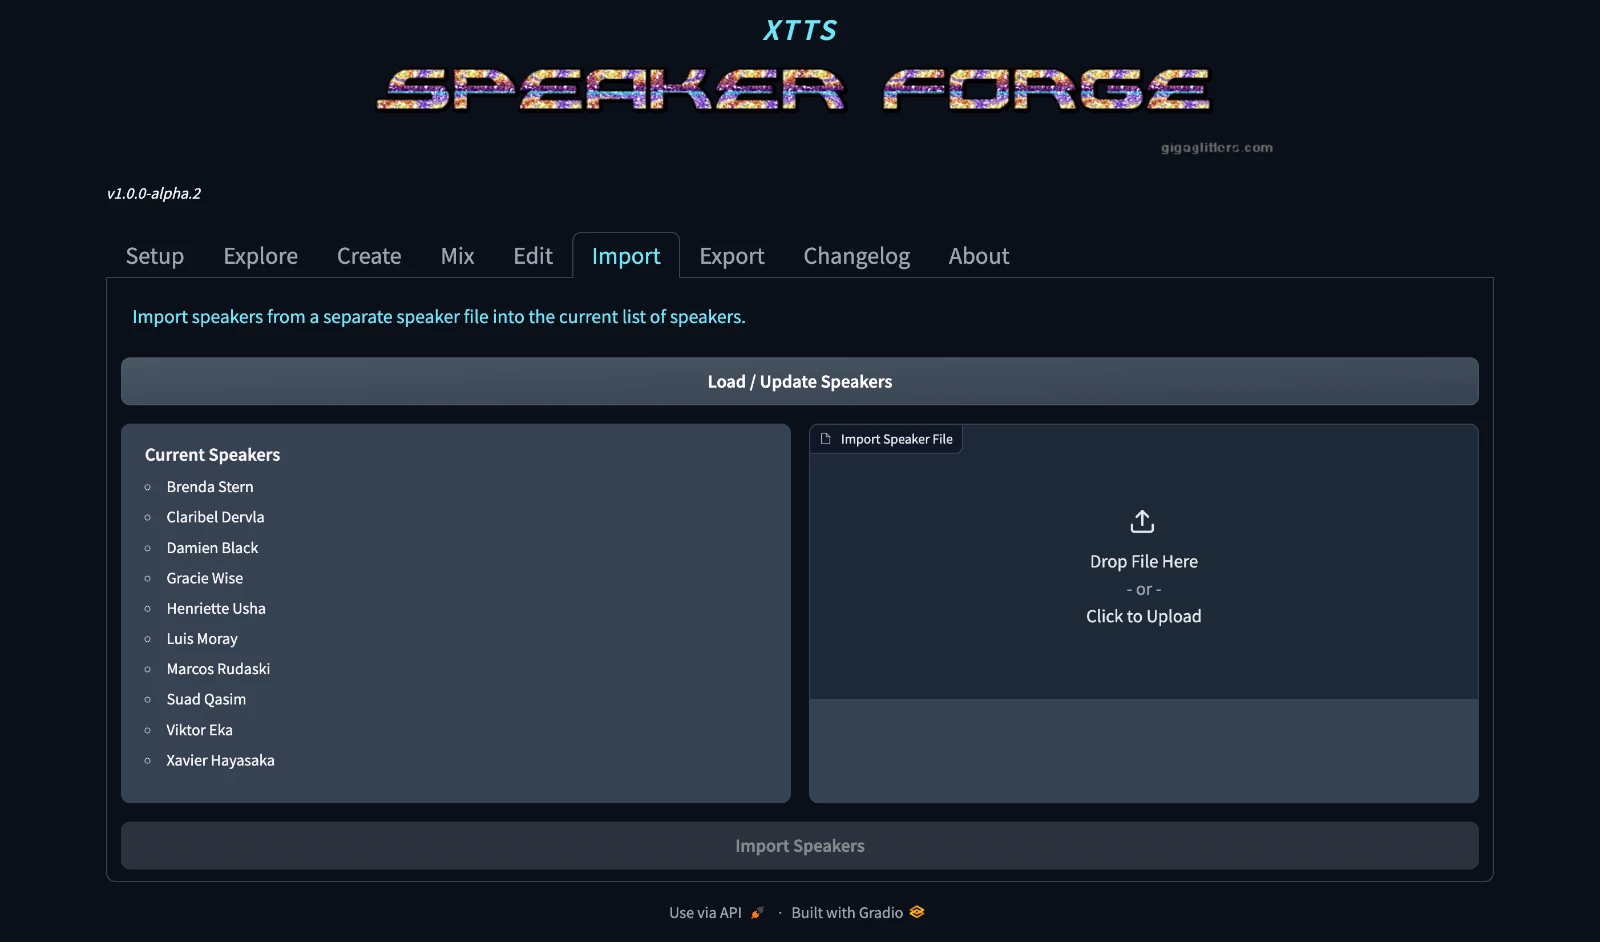 XTTS
SPEAKER FORGE
gigaglitters.com
v1.0.0-alpha.2
Setup Explore Create Mix Edit Import Export Changelog About
Import speakers from a separate speaker file into the current list of speakers.
Load / Update Speakers
Current Speakers
Brenda Stern
Claribel Dervla
Damien Black
Gracie Wise
Henriette Usha
Luis Moray
Marcos Rudaski
Suad Qasim
Viktor Eka
Xavier Hayasaka
Import Speaker File
Drop File Here
- or -
Click to Upload
Import Speakers
Use via API · Built with Gradio